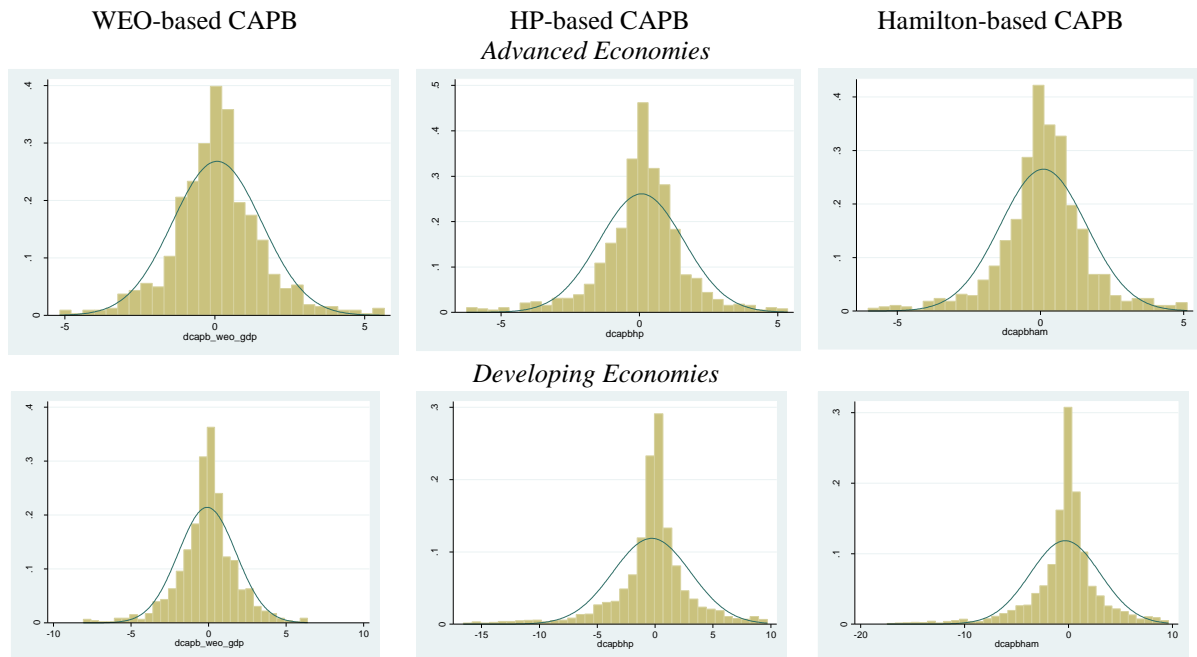 WEO-based CAPB HP-based CAPB Hamilton-based CAPB
Advanced Economies
.4 .3 .2 .1 0
-5 0 5
dcapb_weo_gdp
.5 .4 .3 .2 .1 0
-5 0 5
dcapbhp
.4 .3 .2 .1 0
-5 0 5
dcapbham
Developing Economies
.4 .3 .2 .1 0
-10 -5 0 5 10
dcapb_weo_gdp
.3 .2 .1 0
-15 -10 -5 0 5 10
dcapbhp
.3 .2 .1 0
-20 -10 0 10
dcapbham